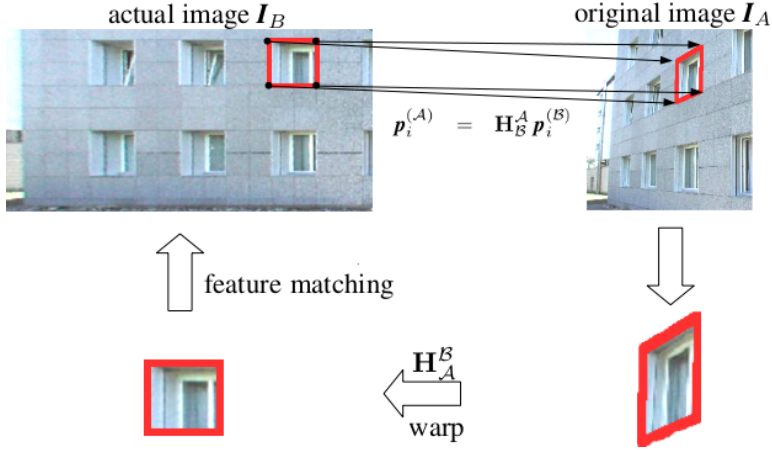 actual image I_B
original image I_A
p_i^{(A)} = H_B^A p_i^{(B)}
feature matching
H_A^B
warp